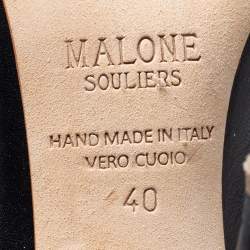 MALONE
SOULIERS
HAND MADE IN ITALY
VERO CUOIO
40